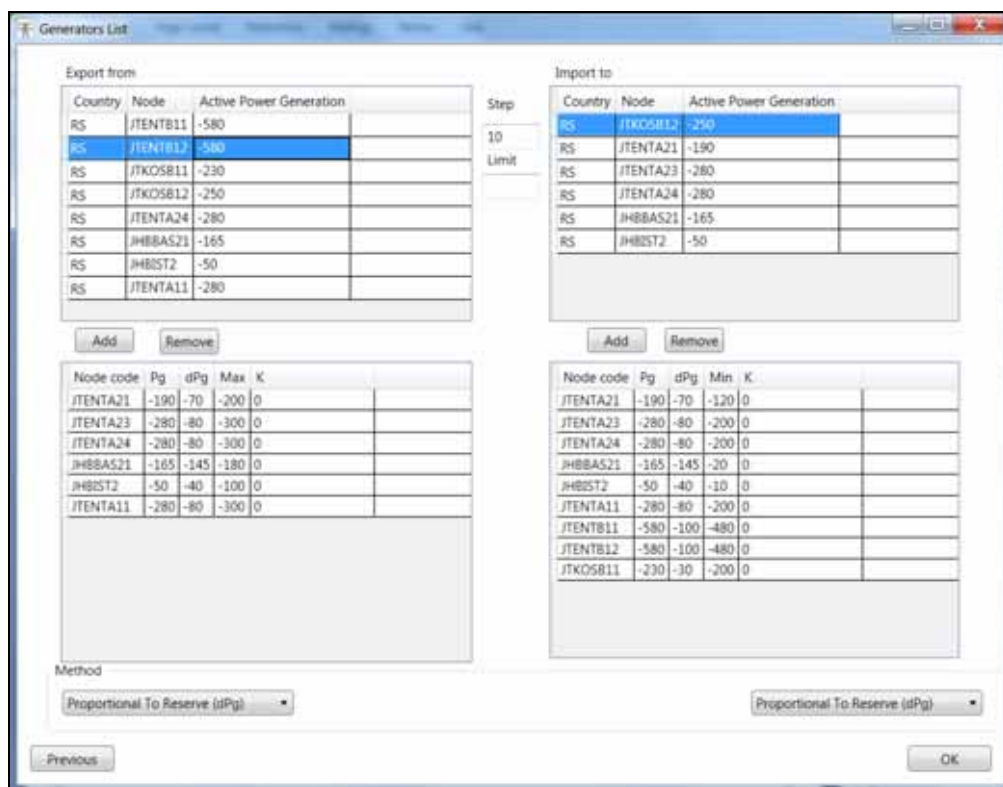 Generators List
Export from
Country Node Active Power Generation
RS JTENTB11 -580
RS JTENTB12 -580
RS JTKOSB11 -230
RS JTKOSB12 -250
RS JTENTA24 -280
RS JHBBAS21 -165
RS JHBIST2 -50
RS JTENTA11 -280
Step
10
Limit
Import to
Country Node Active Power Generation
RS JTKOSB12 -250
RS JTENTA21 -190
RS JTENTA23 -280
RS JTENTA24 -280
RS JHBBAS21 -165
RS JHBIST2 -50
Add Remove
Add Remove
Node code Pg dPg Max K
JTENTA21 -190 -70 -200 0
JTENTA23 -280 -80 -300 0
JTENTA24 -280 -80 -300 0
JHBBAS21 -165 -145 -180 0
JHBIST2 -50 -40 -100 0
JTENTA11 -280 -80 -300 0
Node code Pg dPg Min K
JTENTA21 -190 -70 -120 0
JTENTA23 -280 -80 -200 0
JTENTA24 -280 -80 -200 0
JHBBAS21 -165 -145 -20 0
JHBIST2 -50 -40 -10 0
JTENTA11 -280 -80 -200 0
JTENTB11 -580 -100 -480 0
JTENTB12 -580 -100 -480 0
JTKOSB11 -230 -30 -200 0
Method
Proportional To Reserve (dPg)
Proportional To Reserve (dPg)
Previous
OK